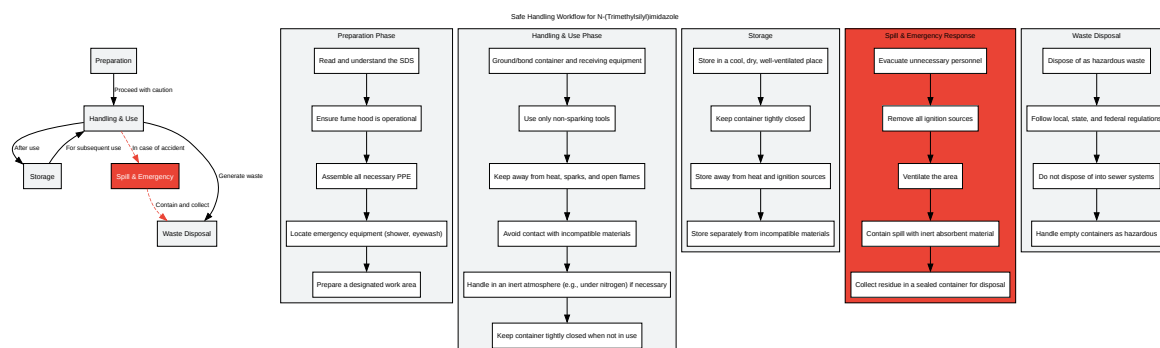 Safe Handling Workflow for N-(Trimethylsilyl)imidazole
Preparation
Proceed with caution
Handling & Use
After use
For subsequent use
In case of accident
Storage
Spill & Emergency
Generate waste
Contain and collect
Waste Disposal
Preparation Phase
Read and understand the SDS
Ensure fume hood is operational
Assemble all necessary PPE
Locate emergency equipment (shower, eyewash)
Prepare a designated work area
Handling & Use Phase
Ground/bond container and receiving equipment
Use only non-sparking tools
Keep away from heat, sparks, and open flames
Avoid contact with incompatible materials
Handle in an inert atmosphere (e.g., under nitrogen) if necessary
Keep container tightly closed when not in use
Storage
Store in a cool, dry, well-ventilated place
Keep container tightly closed
Store away from heat and ignition sources
Store separately from incompatible materials
Spill & Emergency Response
Evacuate unnecessary personnel
Remove all ignition sources
Ventilate the area
Contain spill with inert absorbent material
Collect residue in a sealed container for disposal
Waste Disposal
Dispose of as hazardous waste
Follow local, state, and federal regulations
Do not dispose of into sewer systems
Handle empty containers as hazardous